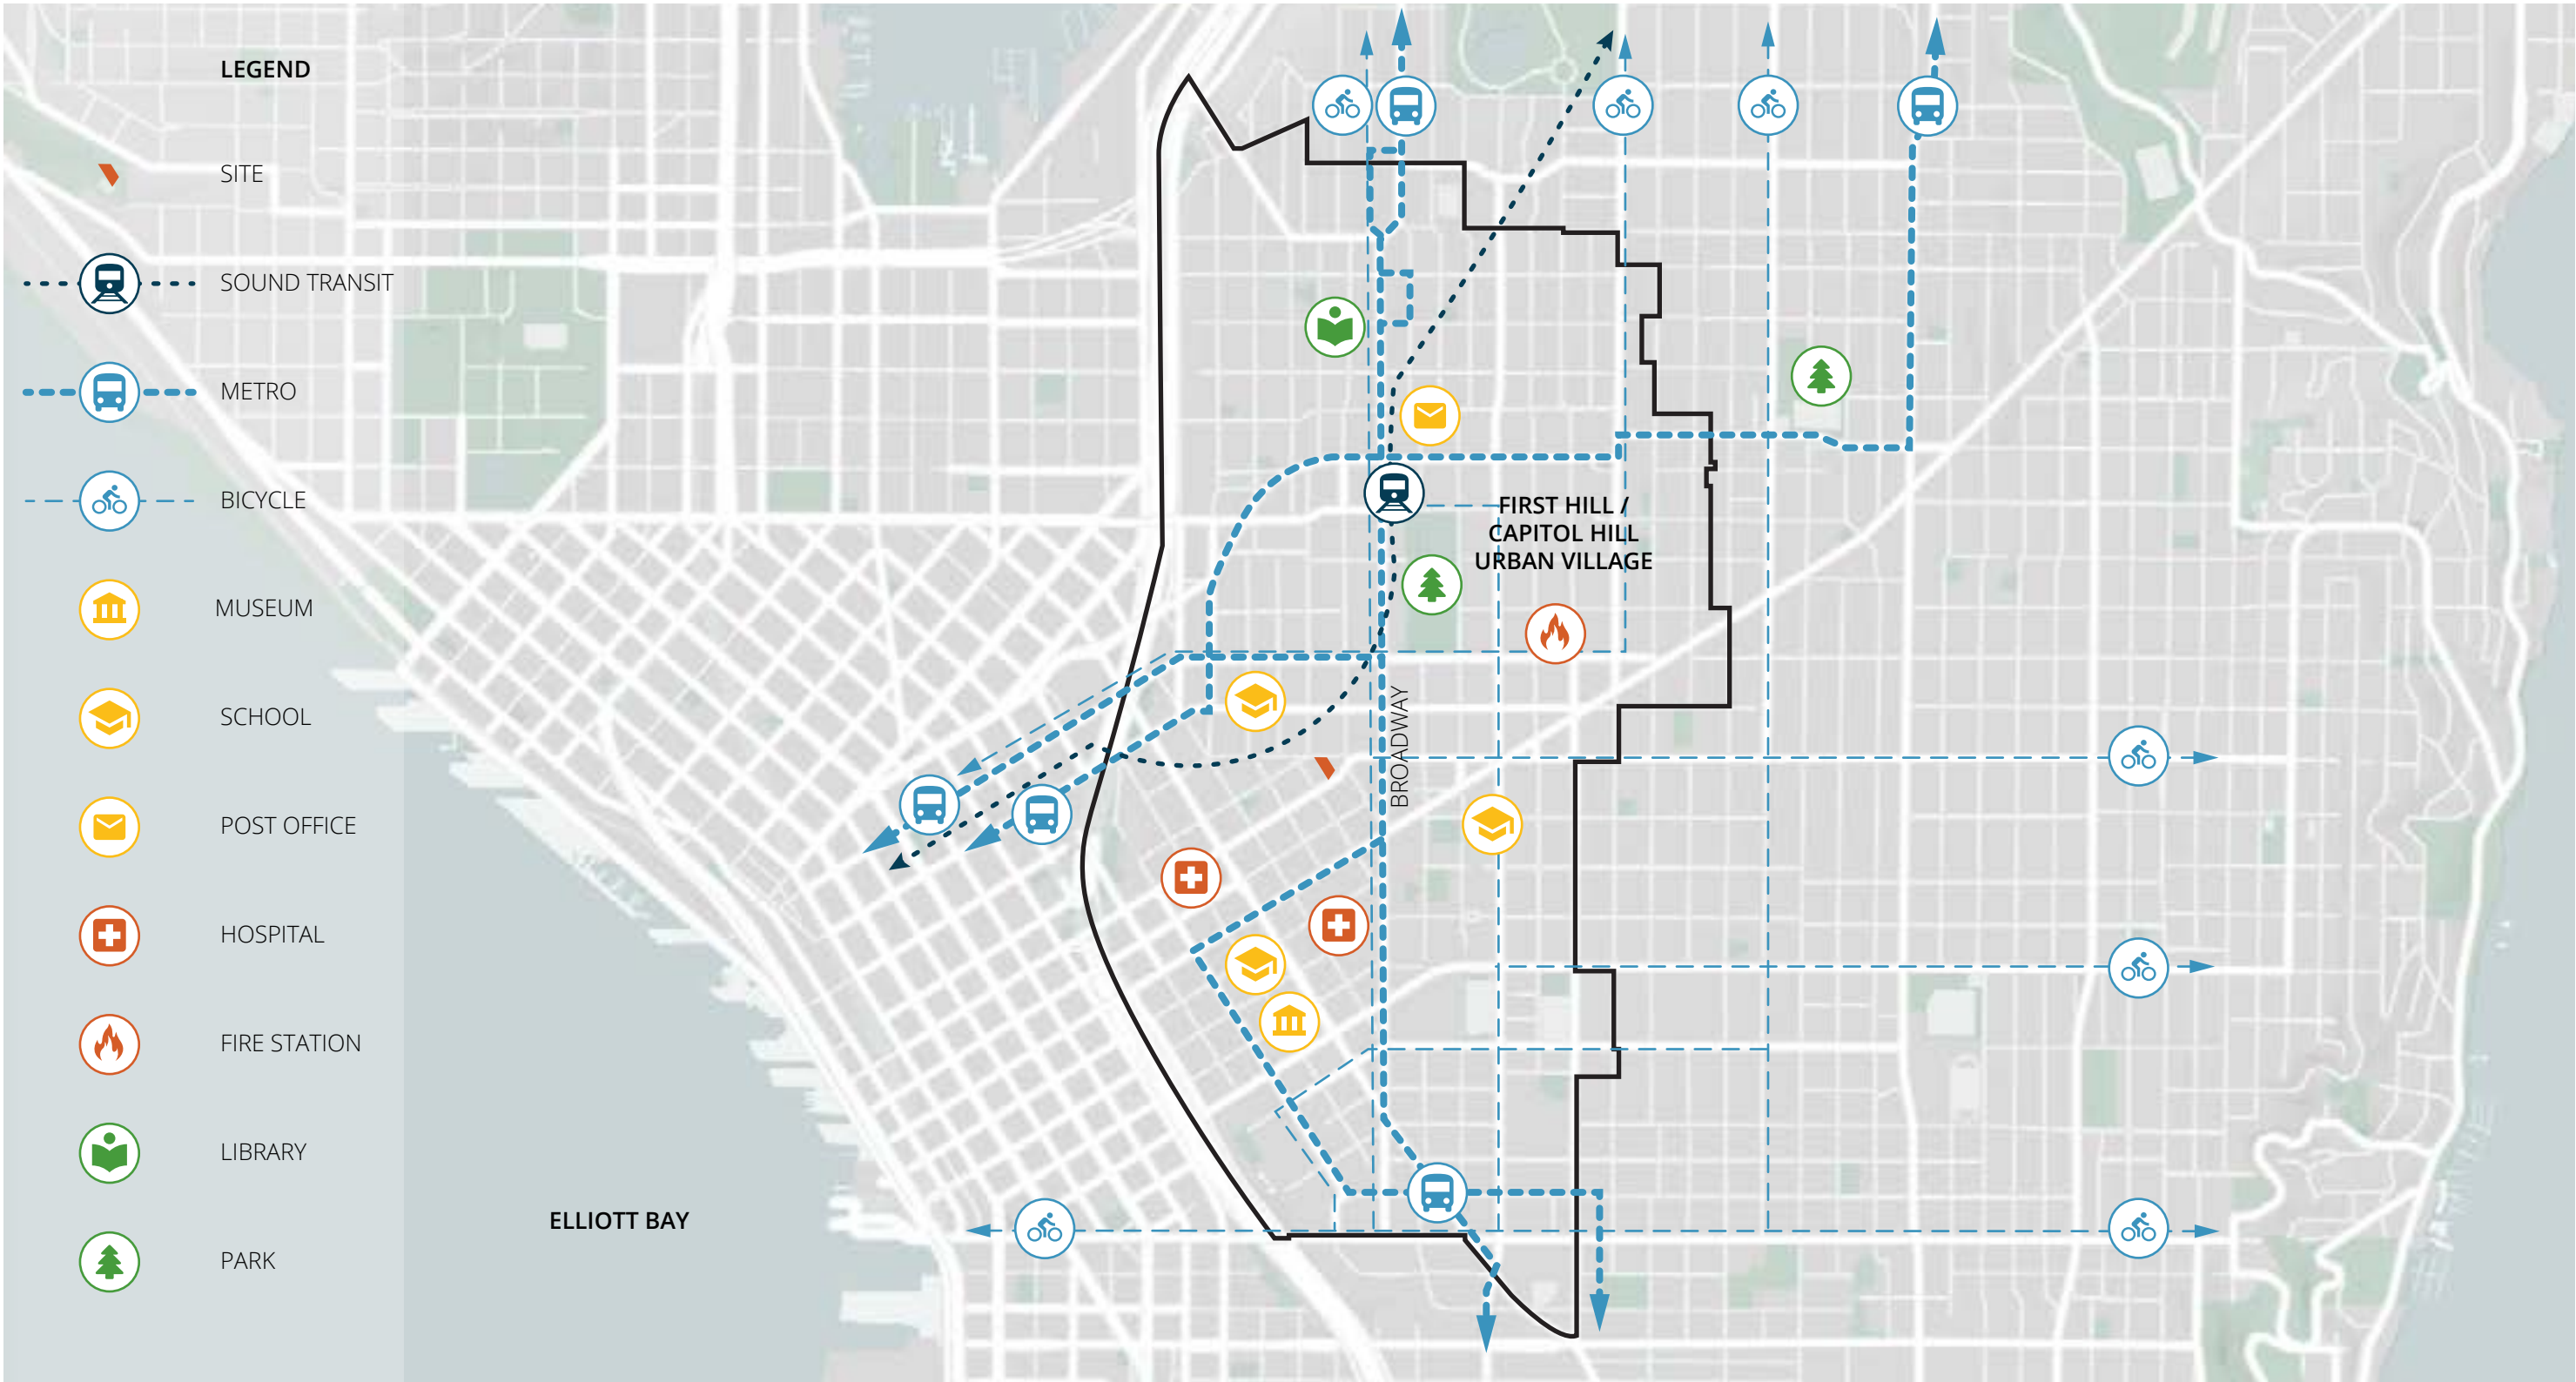 LEGEND
SITE
SOUND TRANSIT
METRO
BICYCLE
MUSEUM
SCHOOL
POST OFFICE
HOSPITAL
FIRE STATION
LIBRARY
PARK
ELLIOTT BAY
FIRST HILL /
CAPITOL HILL
URBAN VILLAGE
BROADWAY